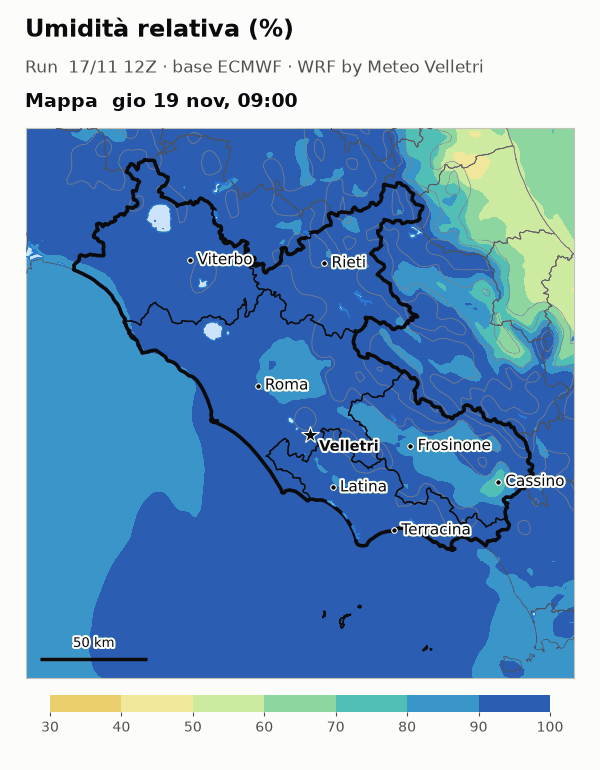 Umidità relativa (%)
Run  17/11 12Z · base ECMWF · WRF by Meteo Velletri
Mappa  gio 19 nov, 09:00
Viterbo
Rieti
Roma
Velletri
Frosinone
Cassino
Latina
Terracina
50 km
30 40 50 60 70 80 90 100